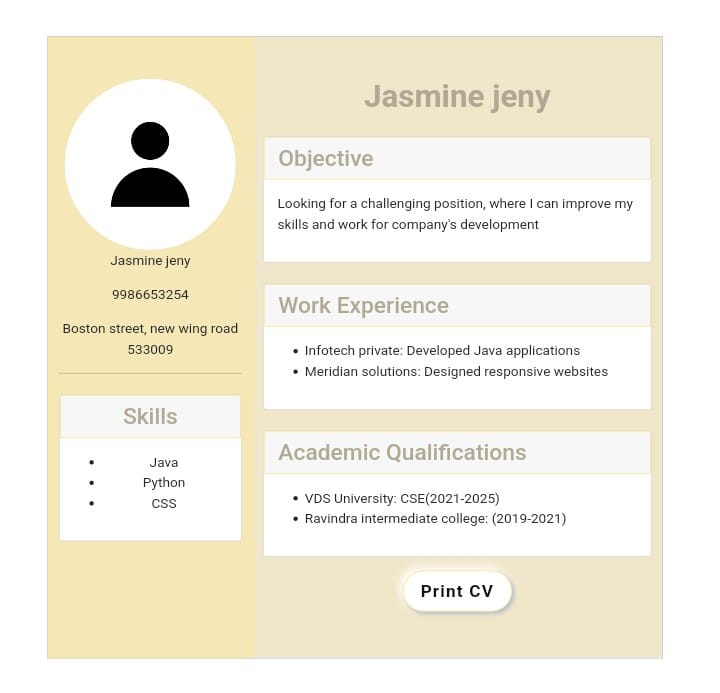 Jasmine jeny
9986653254
Boston street, new wing road
533009
Skills
Java
Python
CSS
Jasmine jeny
Objective
Looking for a challenging position, where I can improve my
skills and work for company's development
Work Experience
Infotech private: Developed Java applications
Meridian solutions: Designed responsive websites
Academic Qualifications
VDS University: CSE(2021-2025)
Ravindra intermediate college: (2019-2021)
Print CV